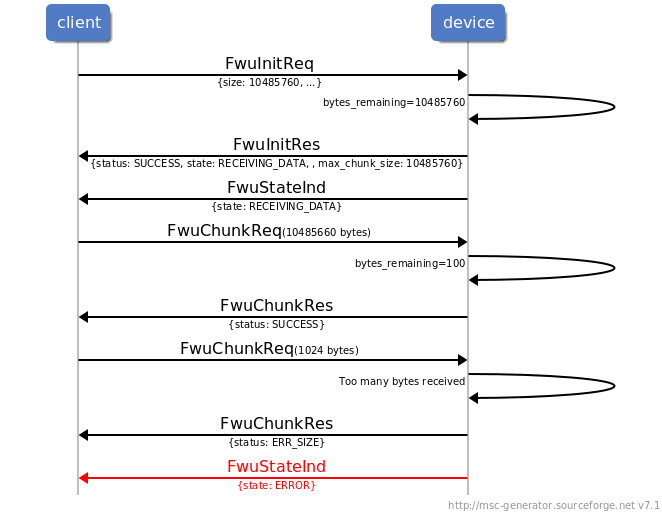 client
device
FwuInitReq
{size: 10485760, ...}
bytes_remaining=10485760
FwuInitRes
{status: SUCCESS, state: RECEIVING_DATA, , max_chunk_size: 10485760}
FwuStateInd
{state: RECEIVING_DATA}
FwuChunkReq(10485660 bytes)
bytes_remaining=100
FwuChunkRes
{status: SUCCESS}
FwuChunkReq(1024 bytes)
Too many bytes received
FwuChunkRes
{status: ERR_SIZE}
FwuStateInd
{state: ERROR}
http://msc-generator.sourceforge.net v7.1